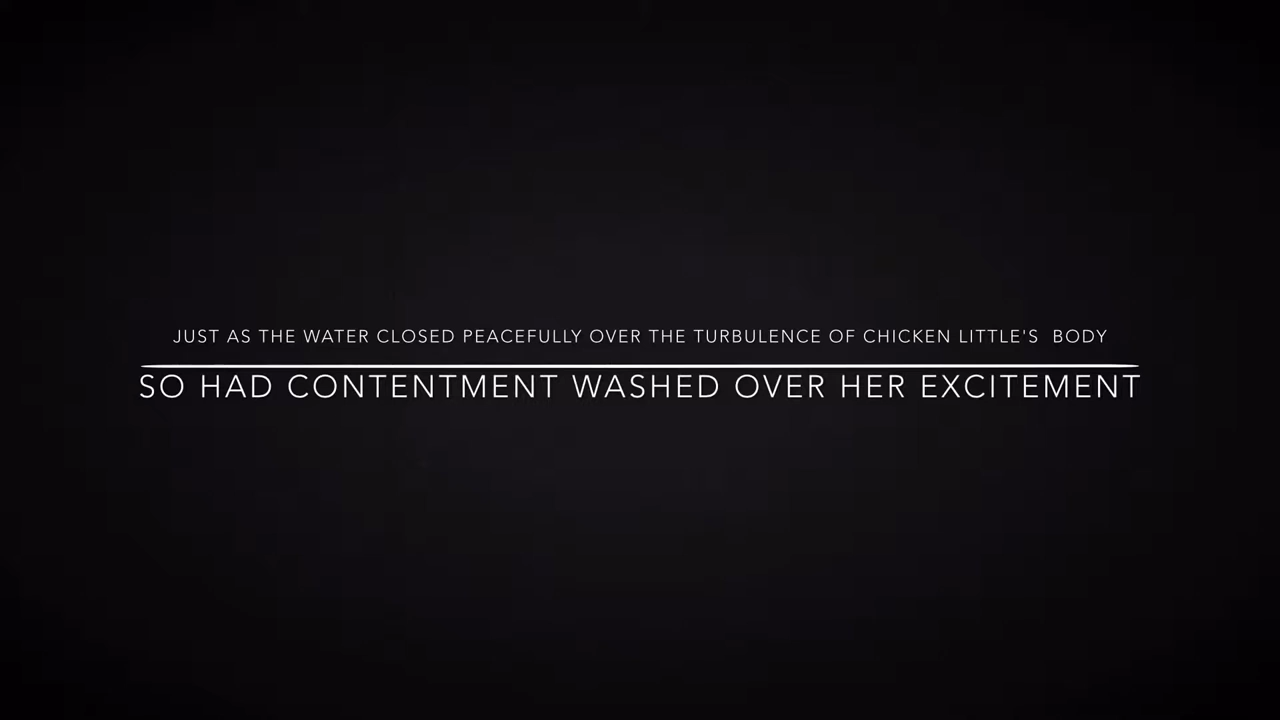 JUST AS THE WATER CLOSED PEACEFULLY OVER THE TURBULENCE OF CHICKEN LITTLE'S  BODY
SO HAD CONTENTMENT WASHED OVER HER EXCITEMENT